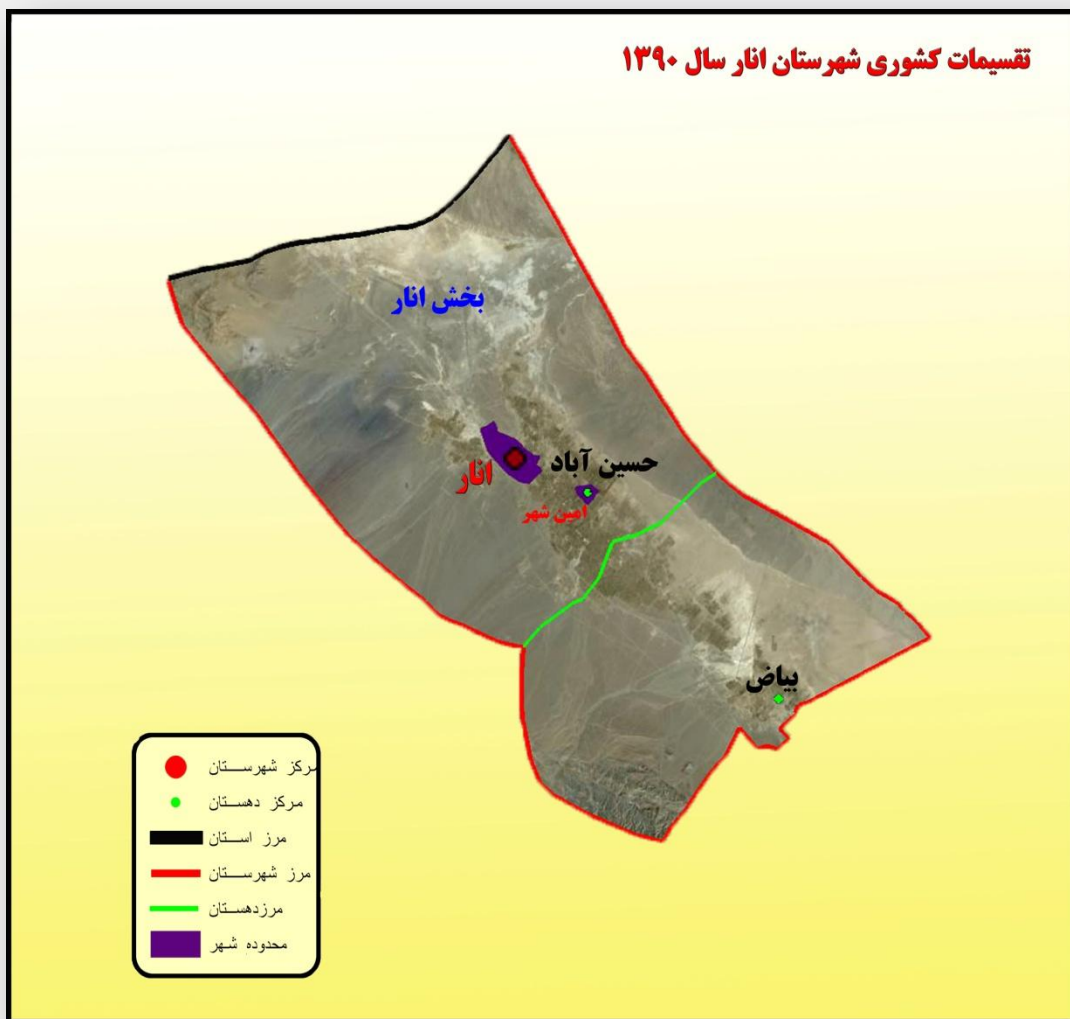 تقسیمات کشوری شهرستان انار سال ۱۳۹۰
بخش انار
حسین آباد
انار
امین شهر
بیاض
مرکز شهرستان
مرکز دهستان
مرز استان
مرز شهرستان
مرزدهستان
محدوده شهر